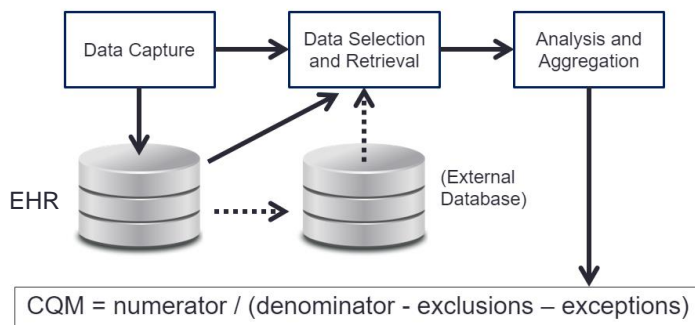 Data Capture
Data Selection
and Retrieval
Analysis and
Aggregation
EHR
(External
Database)
CQM = numerator / (denominator - exclusions – exceptions)